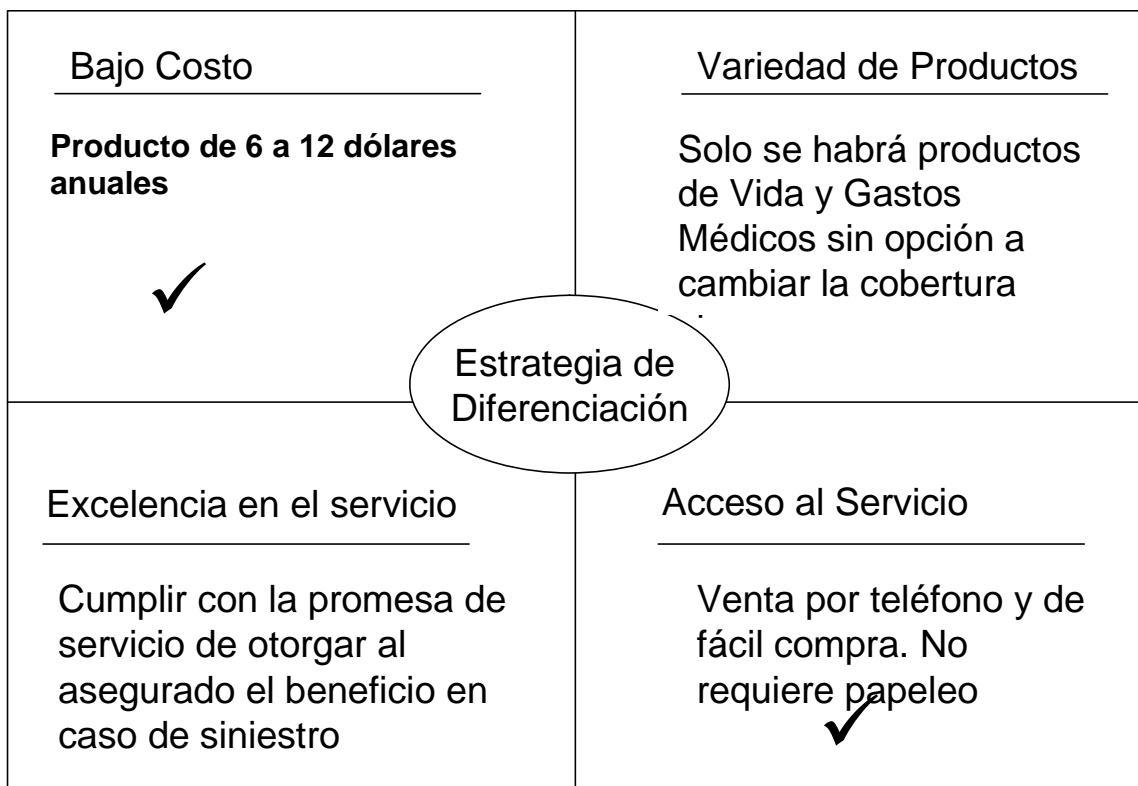 Bajo Costo
Producto de 6 a 12 dólares
anuales
Variedad de Productos
Solo se habrá productos
de Vida y Gastos
Médicos sin opción a
cambiar la cobertura
Estrategia de
Diferenciación
Excelencia en el servicio
Cumplir con la promesa de
servicio de otorgar al
asegurado el beneficio en
caso de siniestro
Acceso al Servicio
Venta por teléfono y de
fácil compra. No
requiere papeleo